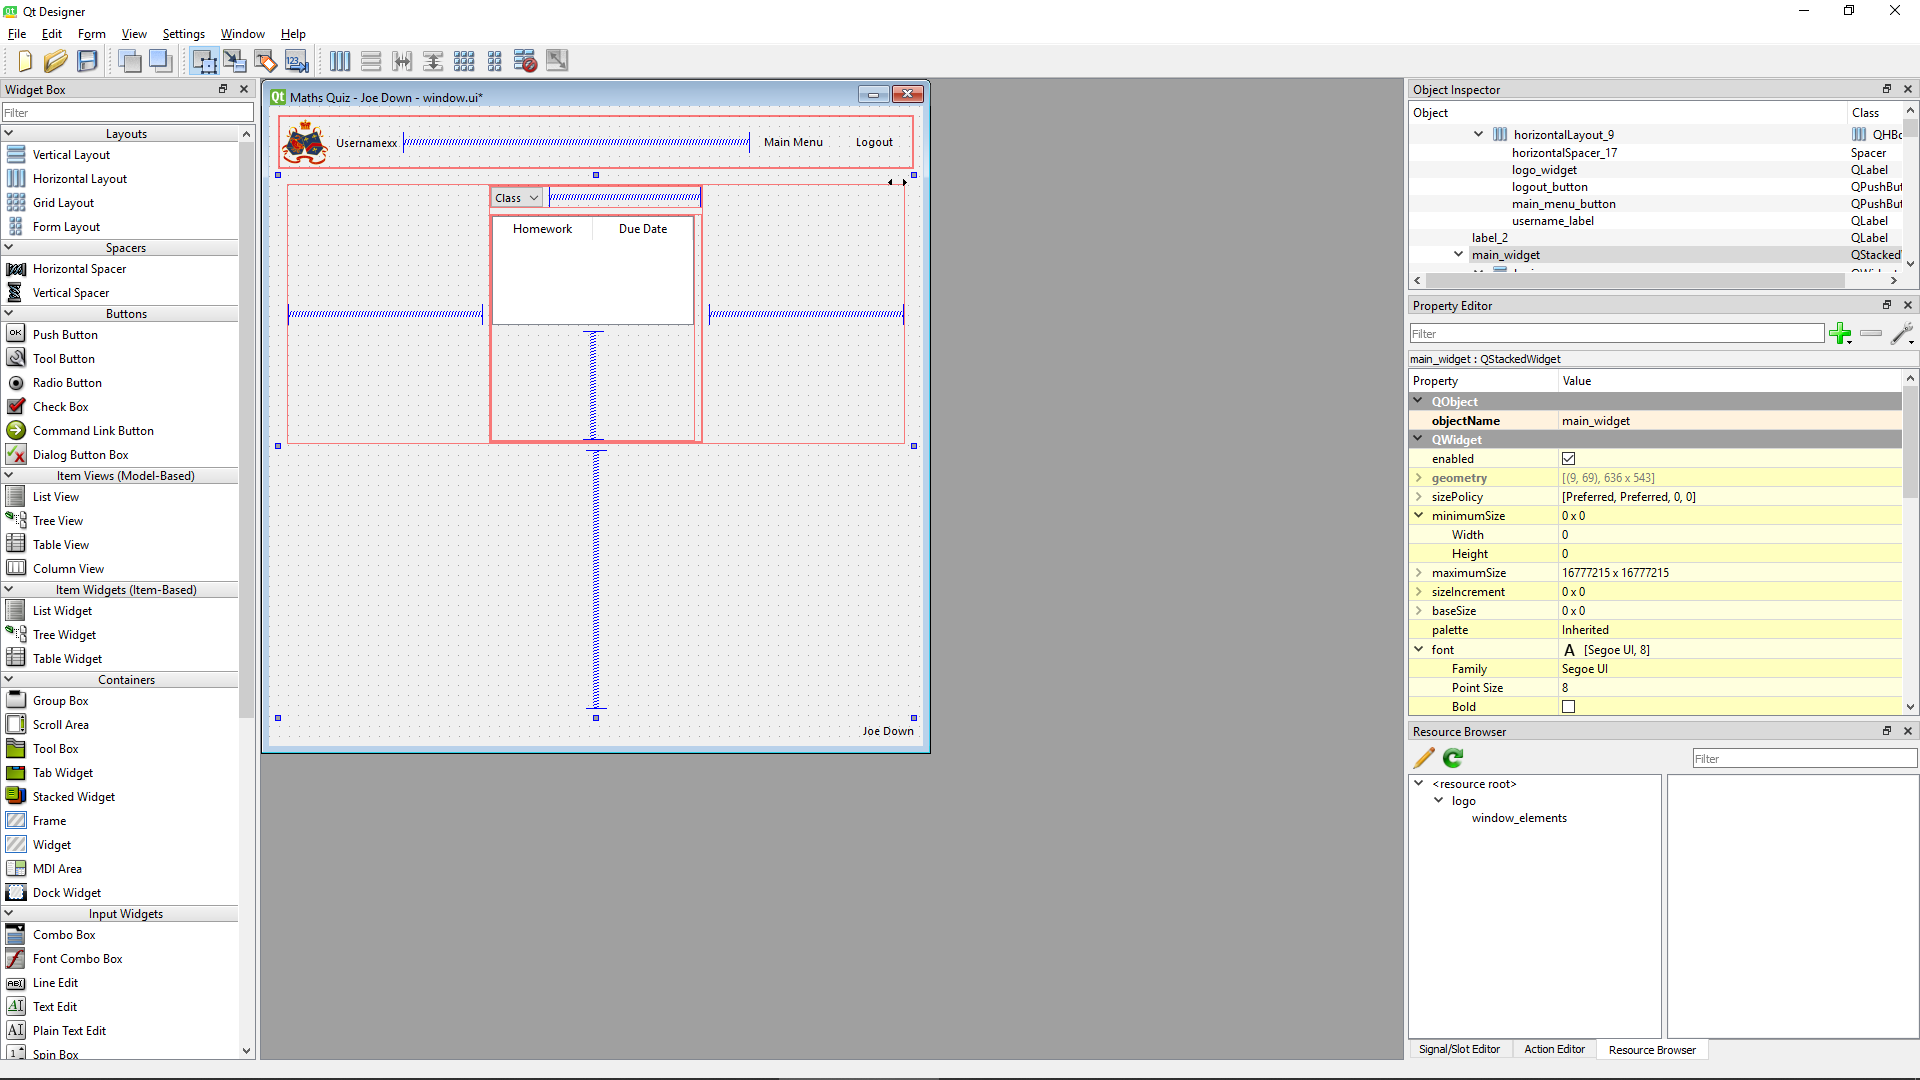 Qt Designer
File Edit Form View Settings Window Help
Widget Box
Filter
Layouts
Vertical Layout
Horizontal Layout
Grid Layout
Form Layout
Spacers
Horizontal Spacer
Vertical Spacer
Buttons
Push Button
Tool Button
Radio Button
Check Box
Command Link Button
Dialog Button Box
Item Views (Model-Based)
List View
Tree View
Table View
Column View
Item Widgets (Item-Based)
List Widget
Tree Widget
Table Widget
Containers
Group Box
Scroll Area
Tool Box
Tab Widget
Stacked Widget
Frame
Widget
MDI Area
Dock Widget
Input Widgets
Combo Box
Font Combo Box
Line Edit
Text Edit
Plain Text Edit
Spin Box
Maths Quiz - Joe Down - window.ui*
Usernamexx Main Menu Logout
Class
Homework Due Date
Joe Down
Object Inspector
Object Class
horizontalLayout_9 QHBo
horizontalSpacer_17 Spacer
logo_widget QLabel
logout_button QPushBut
main_menu_button QPushBut
username_label QLabel
label_2 QLabel
main_widget QStacked
Property Editor
Filter
main_widget : QStackedWidget
Property Value
QObject
objectName main_widget
QWidget
enabled
geometry [(9, 69), 636 x 543]
sizePolicy [Preferred, Preferred, 0, 0]
minimumSize 0 x 0
Width 0
Height 0
maximumSize 16777215 x 16777215
sizeIncrement 0 x 0
baseSize 0 x 0
palette Inherited
font A [Segoe UI, 8]
Family Segoe UI
Point Size 8
Bold
Resource Browser
Filter
<resource root>
logo
window_elements
Signal/Slot Editor Action Editor Resource Browser